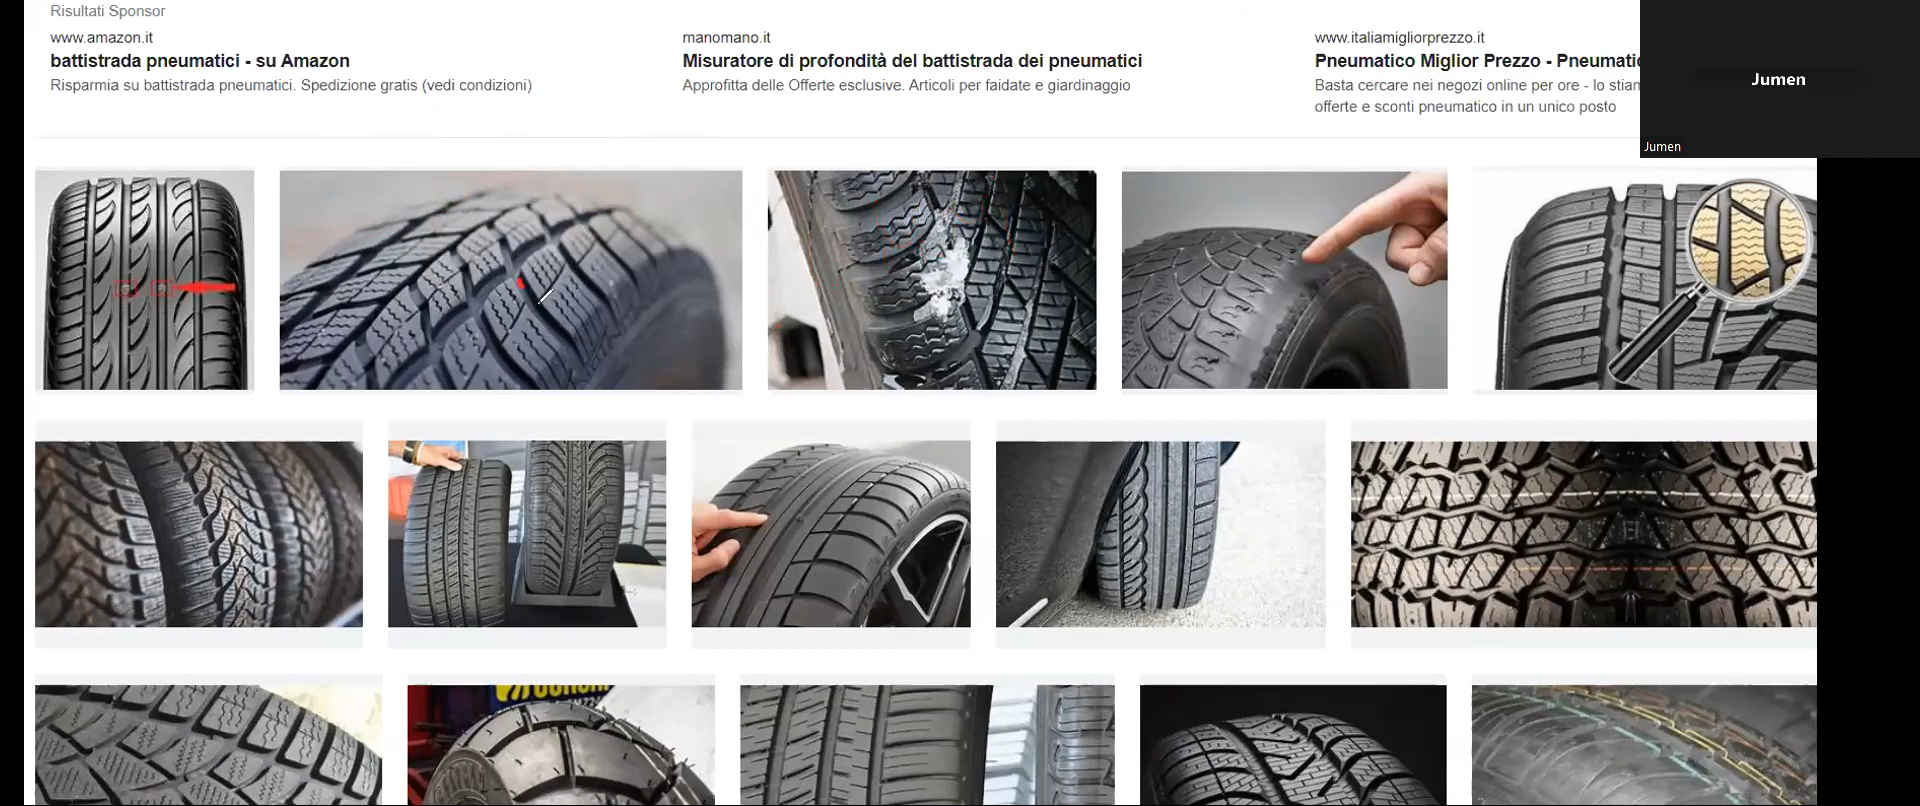 Risultati Sponsor
www.amazon.it
battistrada pneumatici - su Amazon
Risparmia su battistrada pneumatici. Spedizione gratis (vedi condizioni)
manomano.it
Misuratore di profondità del battistrada dei pneumatici
Approfitta delle Offerte esclusive. Articoli per faidate e giardinaggio
www.italiamigliorprezzo.it
Pneumatico Miglior Prezzo - Pneumatic
Basta cercare nei negozi online per ore - lo stian
offerte e sconti pneumatico in un unico posto
Jumen
Jumen